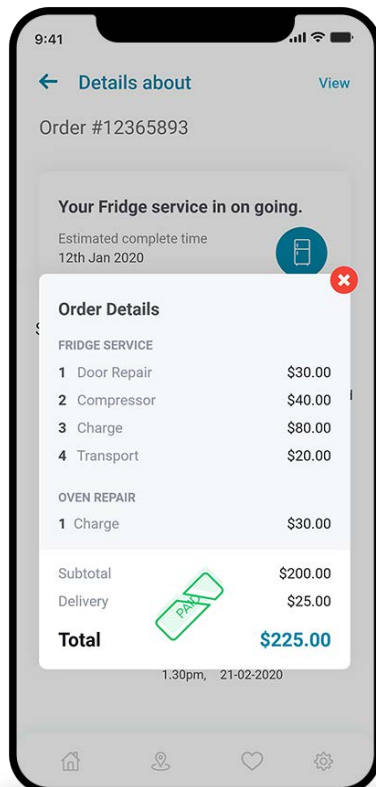 9:41
Details about View
Order #12365893
Your Fridge service in on going.
Estimated complete time
12th Jan 2020
Order Details
FRIDGE SERVICE
1 Door Repair $30.00
2 Compressor $40.00
3 Charge $80.00
4 Transport $20.00
OVEN REPAIR
1 Charge $30.00
Subtotal $200.00
Delivery $25.00
PAID
Total $225.00
1.30pm, 21-02-2020